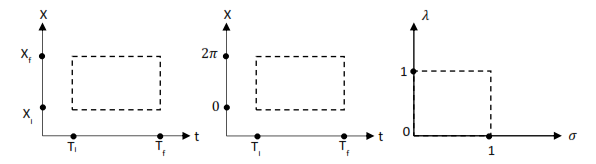 X
X_f
X_i
T_i
T_f
t
X
2π
0
T_i
T_f
t
λ
1
0
1
σ